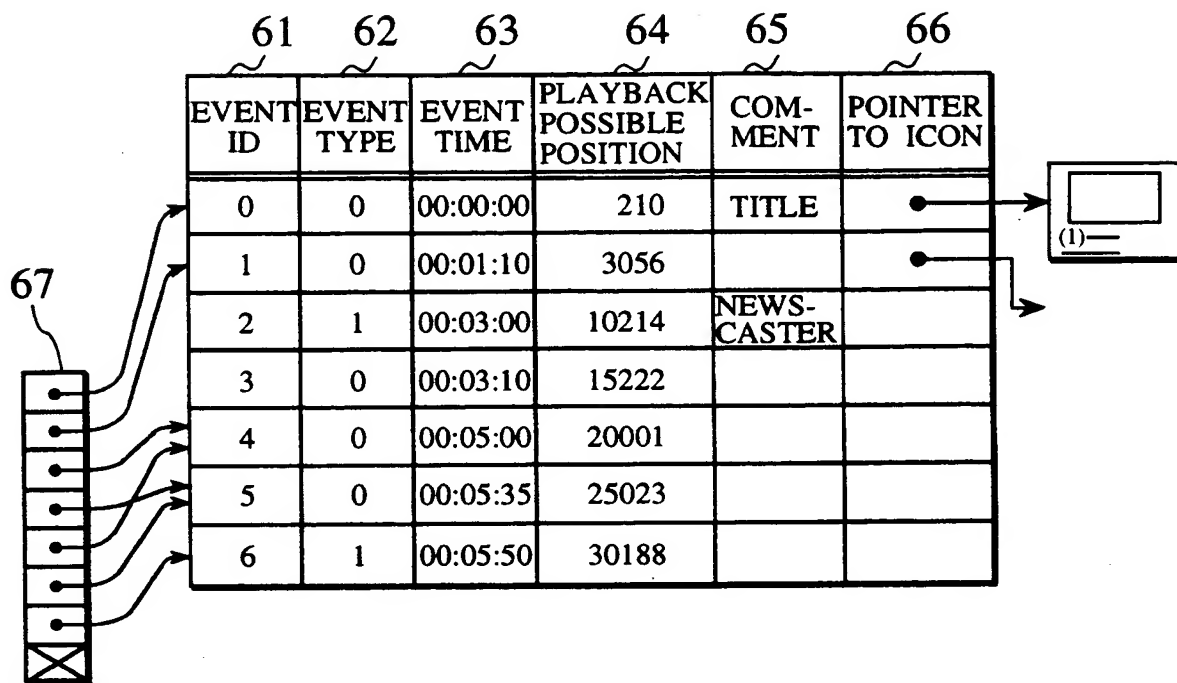 61 62 63 64 65 66
EVENT ID EVENT TYPE EVENT TIME PLAYBACK POSSIBLE POSITION COM-MENT POINTER TO ICON
0 0 00:00:00 210 TITLE
(1)
1 0 00:01:10 3056
67
2 1 00:03:00 10214 NEWS-CASTER
3 0 00:03:10 15222
4 0 00:05:00 20001
5 0 00:05:35 25023
6 1 00:05:50 30188